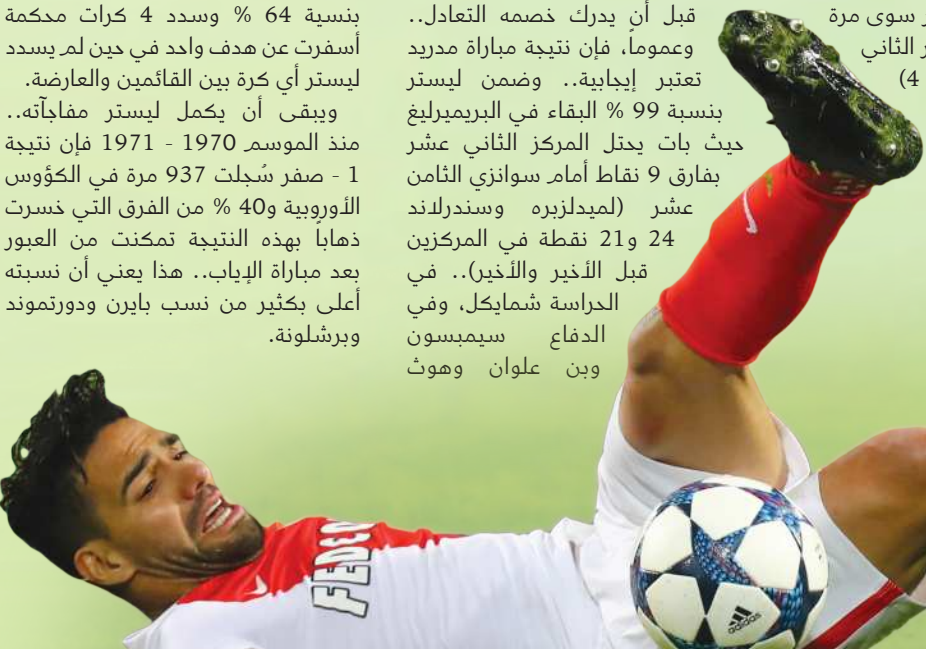 سوى مرة
الثاني
(4
قبل أن يدرك خصمه التعادل..
وعموماً، فإن نتيجة مباراة مدريد
تعتبر إيجابية.. وضمن ليستر
بنسبة 99 % البقاء في البريميرليغ
حيث بات يحتل المركز الثاني عشر
بفارق 9 نقاط أمام سوانزي الثامن
عشر (لميدلزبره وسندرلاند
24 و21 نقطة في المركزين
قبل الأخير والأخير).. في
الحراسة شمايكل، وفي
الدفاع سيمبسون
وبن علوان وهوث
بنسبة 64 % وسدد 4 كرات محكمة
أسفرت عن هدف واحد في حين لم يسدد
ليستر أي كرة بين القائمين والعارضة.
ويبقى أن يكمل ليستر مفاجآته..
منذ الموسم 1970 - 1971 فإن نتيجة
1 - صفر سُجلت 937 مرة في الكؤوس
الأوروبية و40 % من الفرق التي خسرت
ذهاباً بهذه النتيجة تمكنت من العبور
بعد مباراة الإياب.. هذا يعني أن نسبته
أعلى بكثير من نسب بايرن ودورتموند
وبرشلونة.
FEDCO
adidas